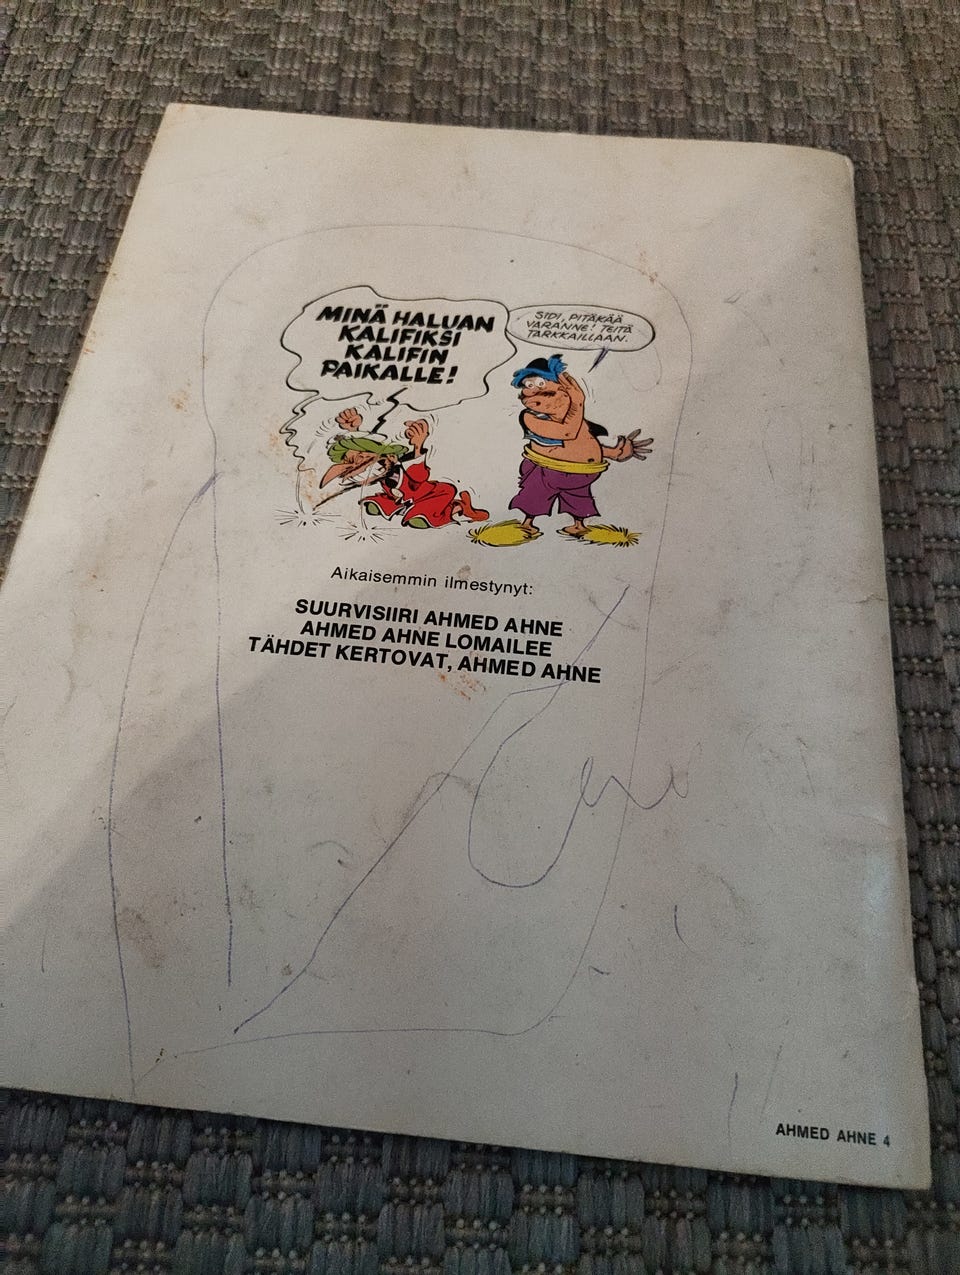 MINÄ HALUAN
KALIFIKSI
KALIFIN
PAIKALLE!
SIDI, PITÄKÄÄ
VARANNE! TEITÄ
TARKKAILLAAN.
Aikaisemmin ilmestynyt:
SUURVISIIRI AHMED AHNE
AHMED AHNE LOMAILEE
TÄHDET KERTOVAT, AHMED AHNE
AHMED AHNE 4